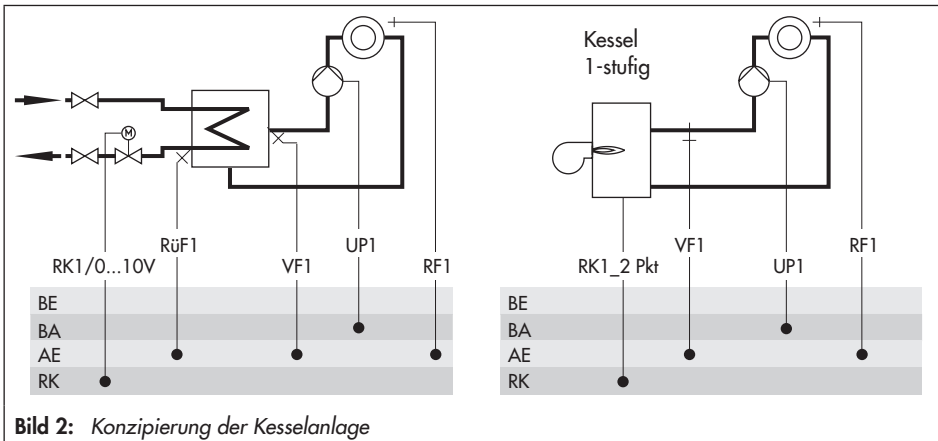 Kessel
1-stufig
M
RüF1
UP1
RK1/0...10V
VF1
RF1
VF1
RF1
RK1_2 Pkt
UP1
BE
BA
AE
RK
BE
BA
AE
RK
Bild 2: Konzipierung der Kesselanlage